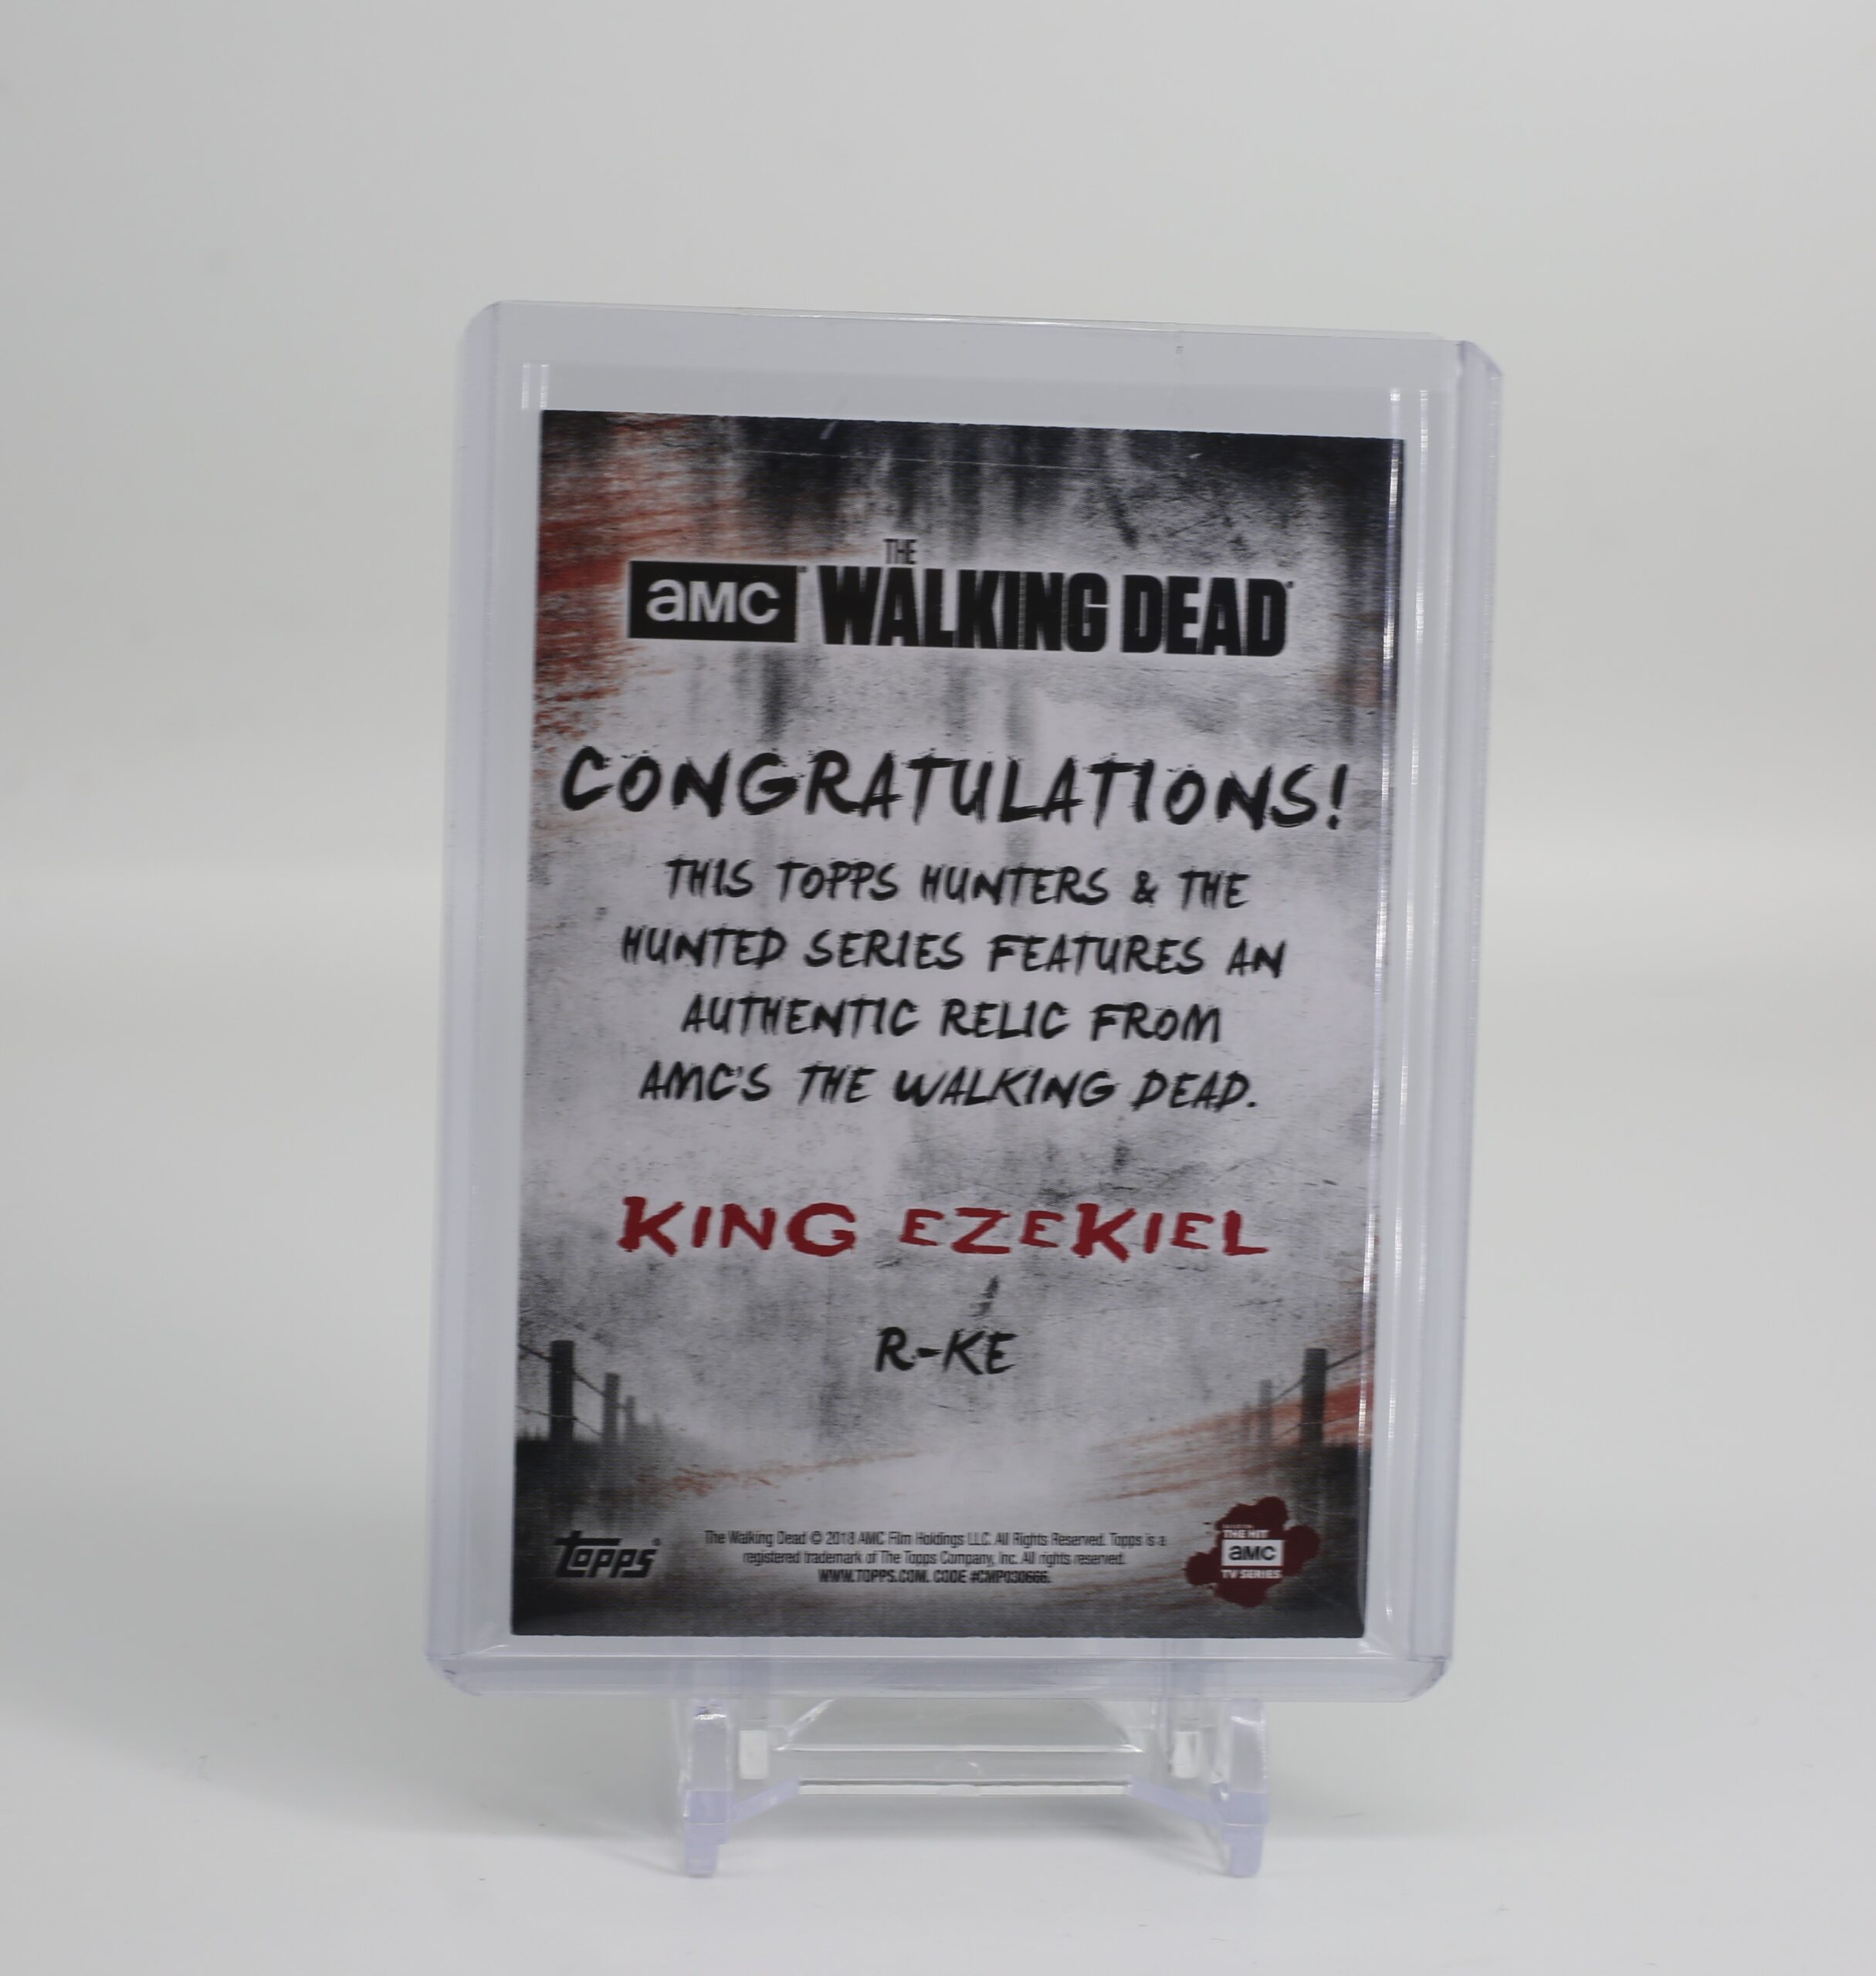 THE
aMC WALKING DEAD
CONGRATULATIONS!
THIS TOPPS HUNTERS & THE
HUNTED SERIES FEATURES AN
AUTHENTIC RELIC FROM
AMC'S THE WALKING DEAD.
KING EZEKIEL
R-KE
topps
The Walking Dead © 2018 AMC Film Holdings LLC. All Rights Reserved. Topps is a
registered trademark of The Topps Company, Inc. All rights reserved.
WWW.TOPPS.COM. CODE #CMP030666.
THE HIT
aMC
TV SERIES